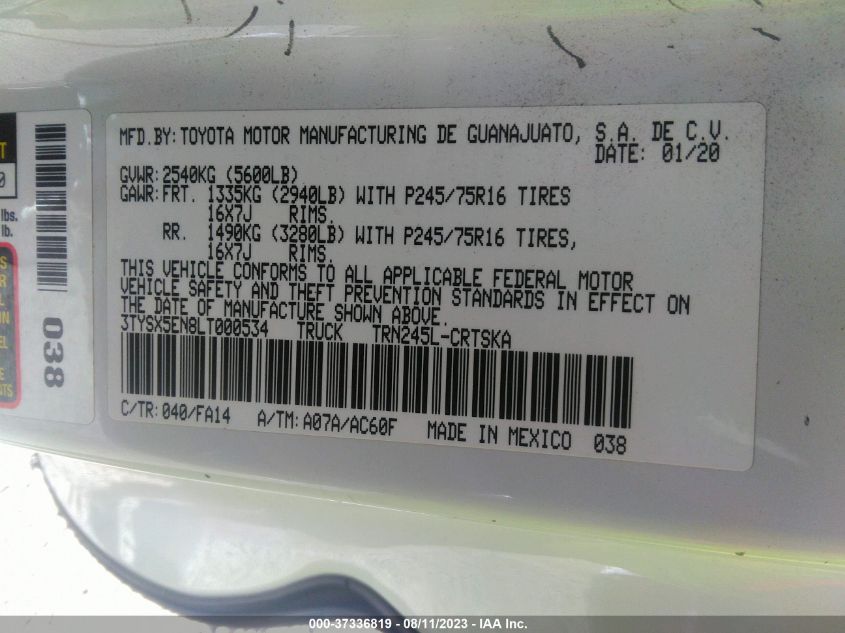 MFD.BY:TOYOTA MOTOR MANUFACTURING DE GUANAJUATO, S.A. DE C.V.
DATE: 01/20
GVWR:2540KG (5600LB)
GAWR:FRT. 1335KG (2940LB) WITH P245/75R16 TIRES
16X7J RIMS.
RR. 1490KG (3280LB) WITH P245/75R16 TIRES,
16X7J RIMS.
THIS VEHICLE CONFORMS TO ALL APPLICABLE FEDERAL MOTOR
VEHICLE SAFETY AND THEFT PREVENTION STANDARDS IN EFFECT ON
THE DATE OF MANUFACTURE SHOWN ABOVE.
3TYSX5EN8LT000534 TRUCK TRN245L-CRTSKA
C/TR:040/FA14 A/TM:A07A/AC60F MADE IN MEXICO 038
lbs.
lb.
038
000-37336819 - 08/11/2023 - IAA Inc.